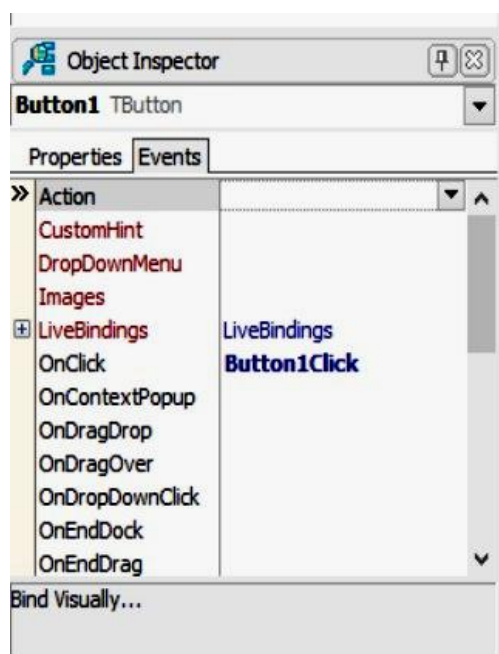 Object Inspector
Button1 TButton
Properties Events
Action
CustomHint
DropDownMenu
Images
LiveBindings LiveBindings
OnClick Button1Click
OnContextPopup
OnDragDrop
OnDragOver
OnDropDownClick
OnEndDock
OnEndDrag
Bind Visually...